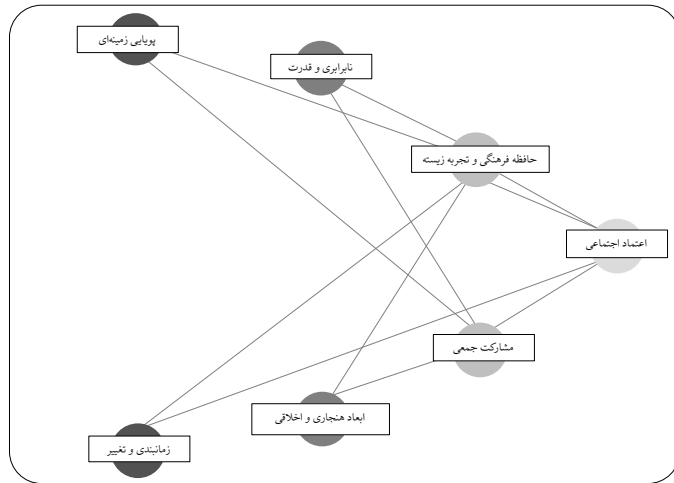 پویایی زمینه‌ای
نابرابری و قدرت
حافظه فرهنگی و تجربه زیسته
اعتماد اجتماعی
مشارکت جمعی
ابعاد هنجاری و اخلاقی
زمانبندی و تغییر